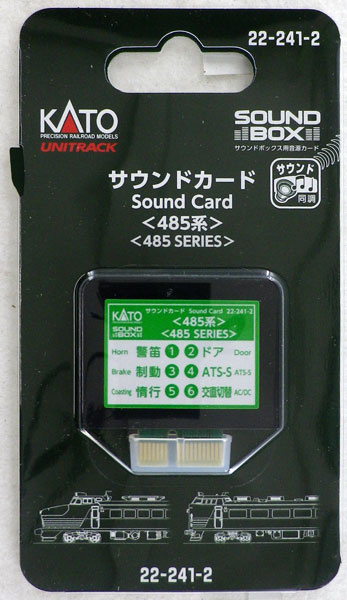 22-241-2
KATO
PRECISION RAILROAD MODELS
UNITRACK
SOUND
BOX
サウンドボックス用音源カード
サウンド
同調
サウンドカード
Sound Card
<485系>
<485 SERIES>
KATO
サウンドカード Sound Card 22-241-2
SOUND
BOX
<485系>
<485 SERIES>
Horn 警笛 1 2 ドア Door
Brake 制動 3 4 ATS-S ATS-S
Coasting 惰行 5 6 交直切替 AC/DC
22-241-2